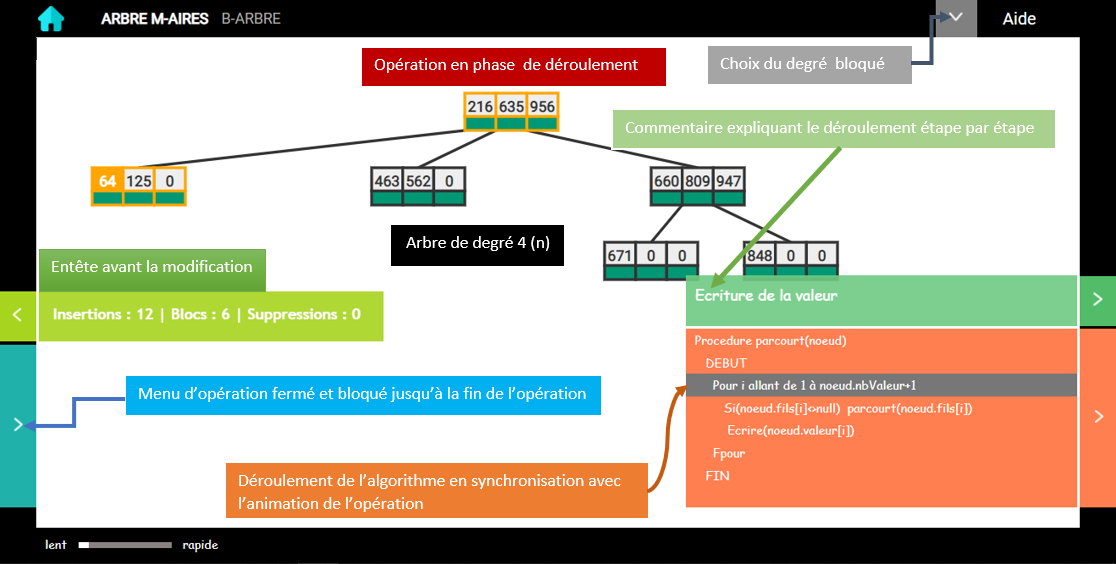 ARBRE M-AIRES B-ARBRE
Aide
Opération en phase de déroulement
Choix du degré bloqué
216 635 956
Commentaire expliquant le déroulement étape par étape
64 125 0
463 562 0
660 809 947
Arbre de degré 4 (n)
671 0 0
848 0 0
Entête avant la modification
Insertions : 12 | Blocs : 6 | Suppressions : 0
Ecriture de la valeur
Procedure parcourt(noeud)
DEBUT
Pour i allant de 1 à noeud.nbValeur+1
Si(noeud.fils[i]<>null) parcourt(noeud.fils[i])
Ecrire(noeud.valeur[i])
Fpour
FIN
Menu d’opération fermé et bloqué jusqu’à la fin de l’opération
Déroulement de l’algorithme en synchronisation avec
l’animation de l’opération
lent
rapide